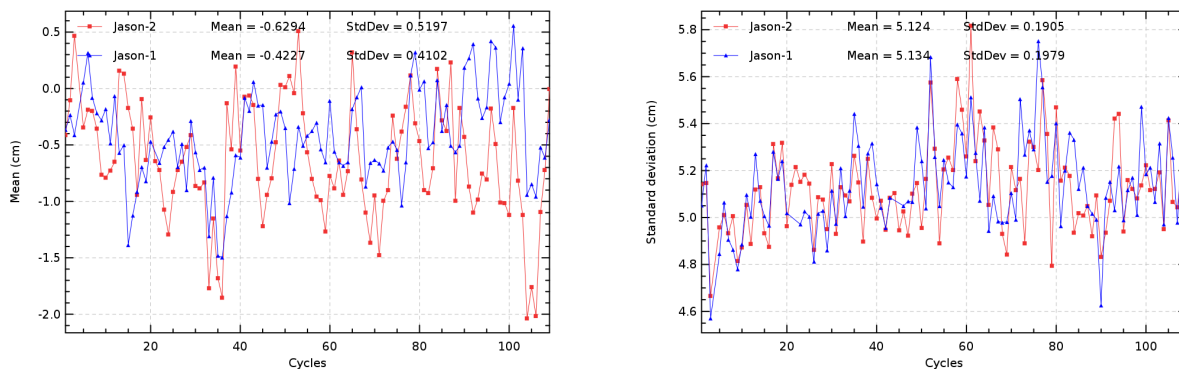 Jason-2 Mean = -0.6294 StdDev = 0.5197
Jason-1 Mean = -0.4227 StdDev = 0.4102
0.5
0.0
-0.5
-1.0
-1.5
-2.0
Mean (cm)
20 40 60 80 100
Cycles
Jason-2 Mean = 5.124 StdDev = 0.1905
Jason-1 Mean = 5.134 StdDev = 0.1979
5.8
5.6
5.4
5.2
5.0
4.8
4.6
Standard deviation (cm)
20 40 60 80 100
Cycles